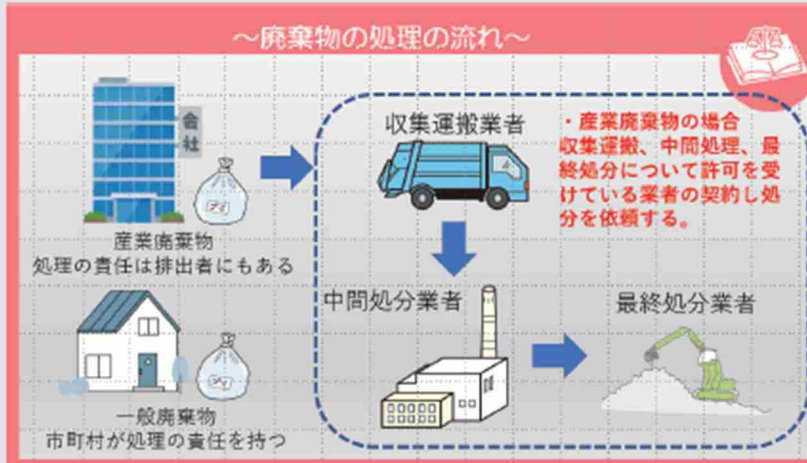 〜廃棄物の処理の流れ〜
会社
産業廃棄物
処理の責任は排出者にもある
一般廃棄物
市町村が処理の責任を持つ
収集運搬業者
・産業廃棄物の場合
収集運搬、中間処理、最
終処分について許可を受
けている業者の契約し処
分を依頼する。
中間処分業者
最終処分業者